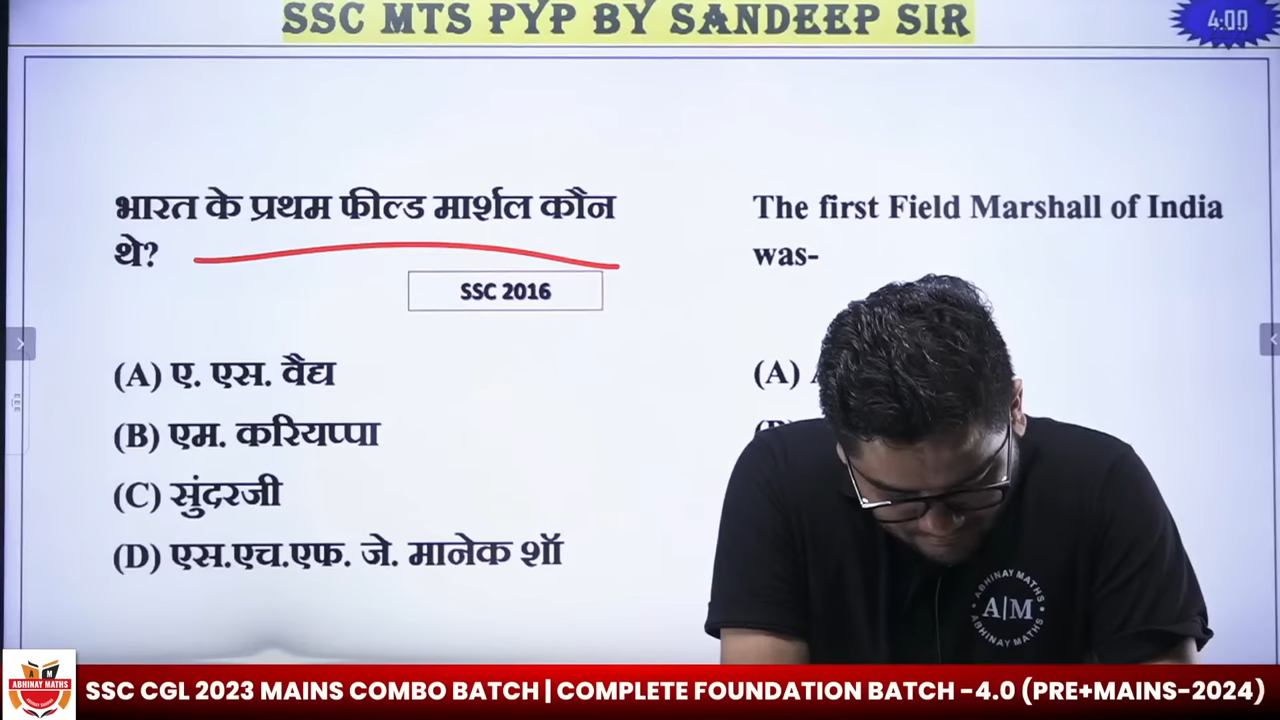 SSC MTS PYP BY SANDEEP SIR
4:00
भारत के प्रथम फील्ड मार्शल कौन
थे?
SSC 2016
(A) ए. एस. वैद्य
(B) एम. करियप्पा
(C) सुंदरजी
(D) एस.एच.एफ. जे. मानेक शॉ
The first Field Marshall of India
was-
(A)
ABHINAY MATHS
A|M
ABHINAY MATHS
A M
ABHINAY MATHS
SSC CGL 2023 MAINS COMBO BATCH | COMPLETE FOUNDATION BATCH -4.0 (PRE+MAINS-2024)